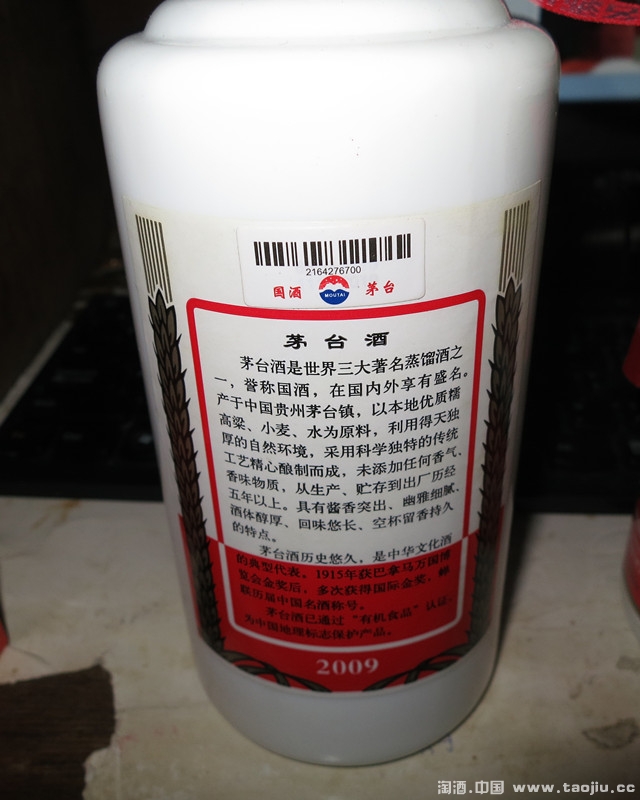 2164276700
国酒 MOUTAI 茅台
茅台酒
茅台酒是世界三大著名蒸馏酒之
一，誉称国酒，在国内外享有盛名。
产于中国贵州茅台镇，以本地优质糯
高粱、小麦、水为原料，利用得天独
厚的自然环境，采用科学独特的传统
工艺精心酿制而成，未添加任何香气、
香味物质，从生产、贮存到出厂历经
五年以上。具有酱香突出、幽雅细腻、
酒体醇厚、回味悠长、空杯留香持久
的特点。
茅台酒历史悠久，是中华文化酒
的典型代表。1915年获巴拿马万国博
览会金奖后，多次获得国际金奖，蝉
联历届中国名酒称号。
茅台酒已通过“有机食品”认证，
为中国地理标志保护产品。
2009
淘酒.中国 www.taojiu.cc